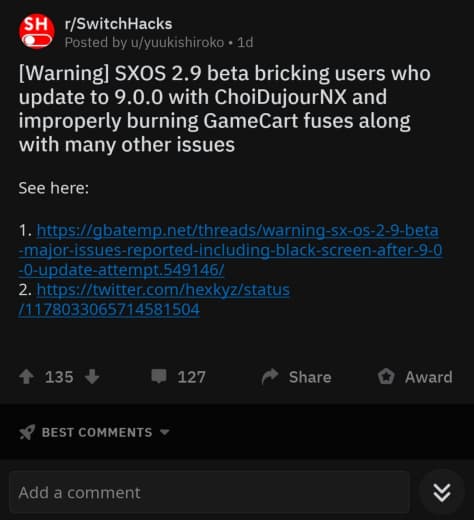 SH
r/SwitchHacks
Posted by u/yuukishiroko • 1d
[Warning] SXOS 2.9 beta bricking users who
update to 9.0.0 with ChoiDujourNX and
improperly burning GameCart fuses along
with many other issues
See here:
1. https://gbatemp.net/threads/warning-sx-os-2-9-beta
-major-issues-reported-including-black-screen-after-9-0
-0-update-attempt.549146/
2. https://twitter.com/hexkyz/status
/1178033065714581504
135 127 Share Award
BEST COMMENTS
Add a comment